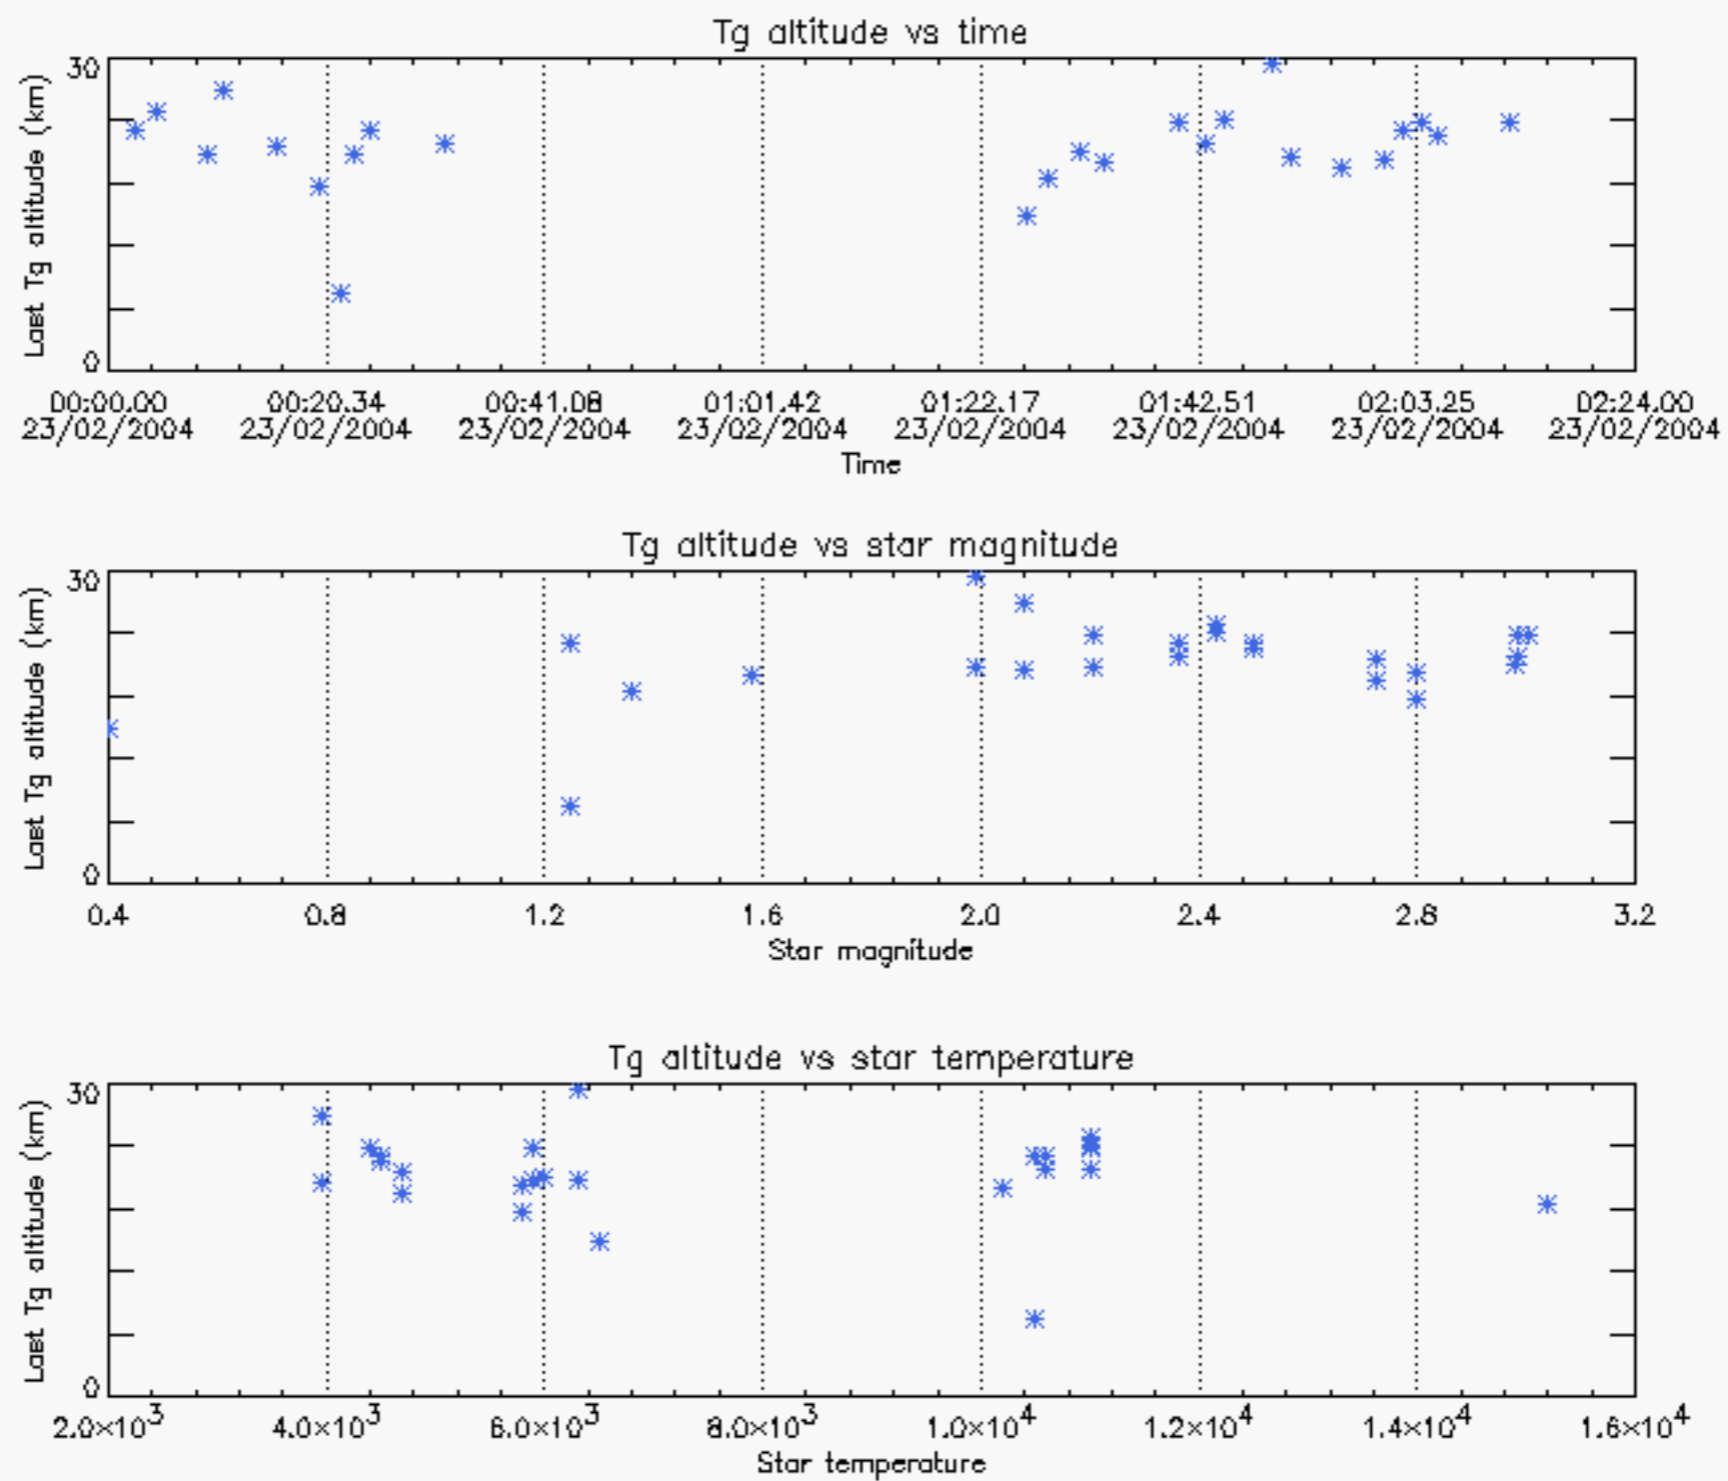 Tg altitude vs time
30
Last Tg altitude (km)
0
00:00.00 00:20.34 00:41.08 01:01.42 01:22.17 01:42.51 02:03.25 02:24.00
23/02/2004 23/02/2004 23/02/2004 23/02/2004 23/02/2004 23/02/2004 23/02/2004 23/02/2004
Time
Tg altitude vs star magnitude
30
Last Tg altitude (km)
0
0.4 0.8 1.2 1.6 2.0 2.4 2.8 3.2
Star magnitude
Tg altitude vs star temperature
30
Last Tg altitude (km)
0
2.0×10³ 4.0×10³ 6.0×10³ 8.0×10³ 1.0×10⁴ 1.2×10⁴ 1.4×10⁴ 1.6×10⁴
Star temperature